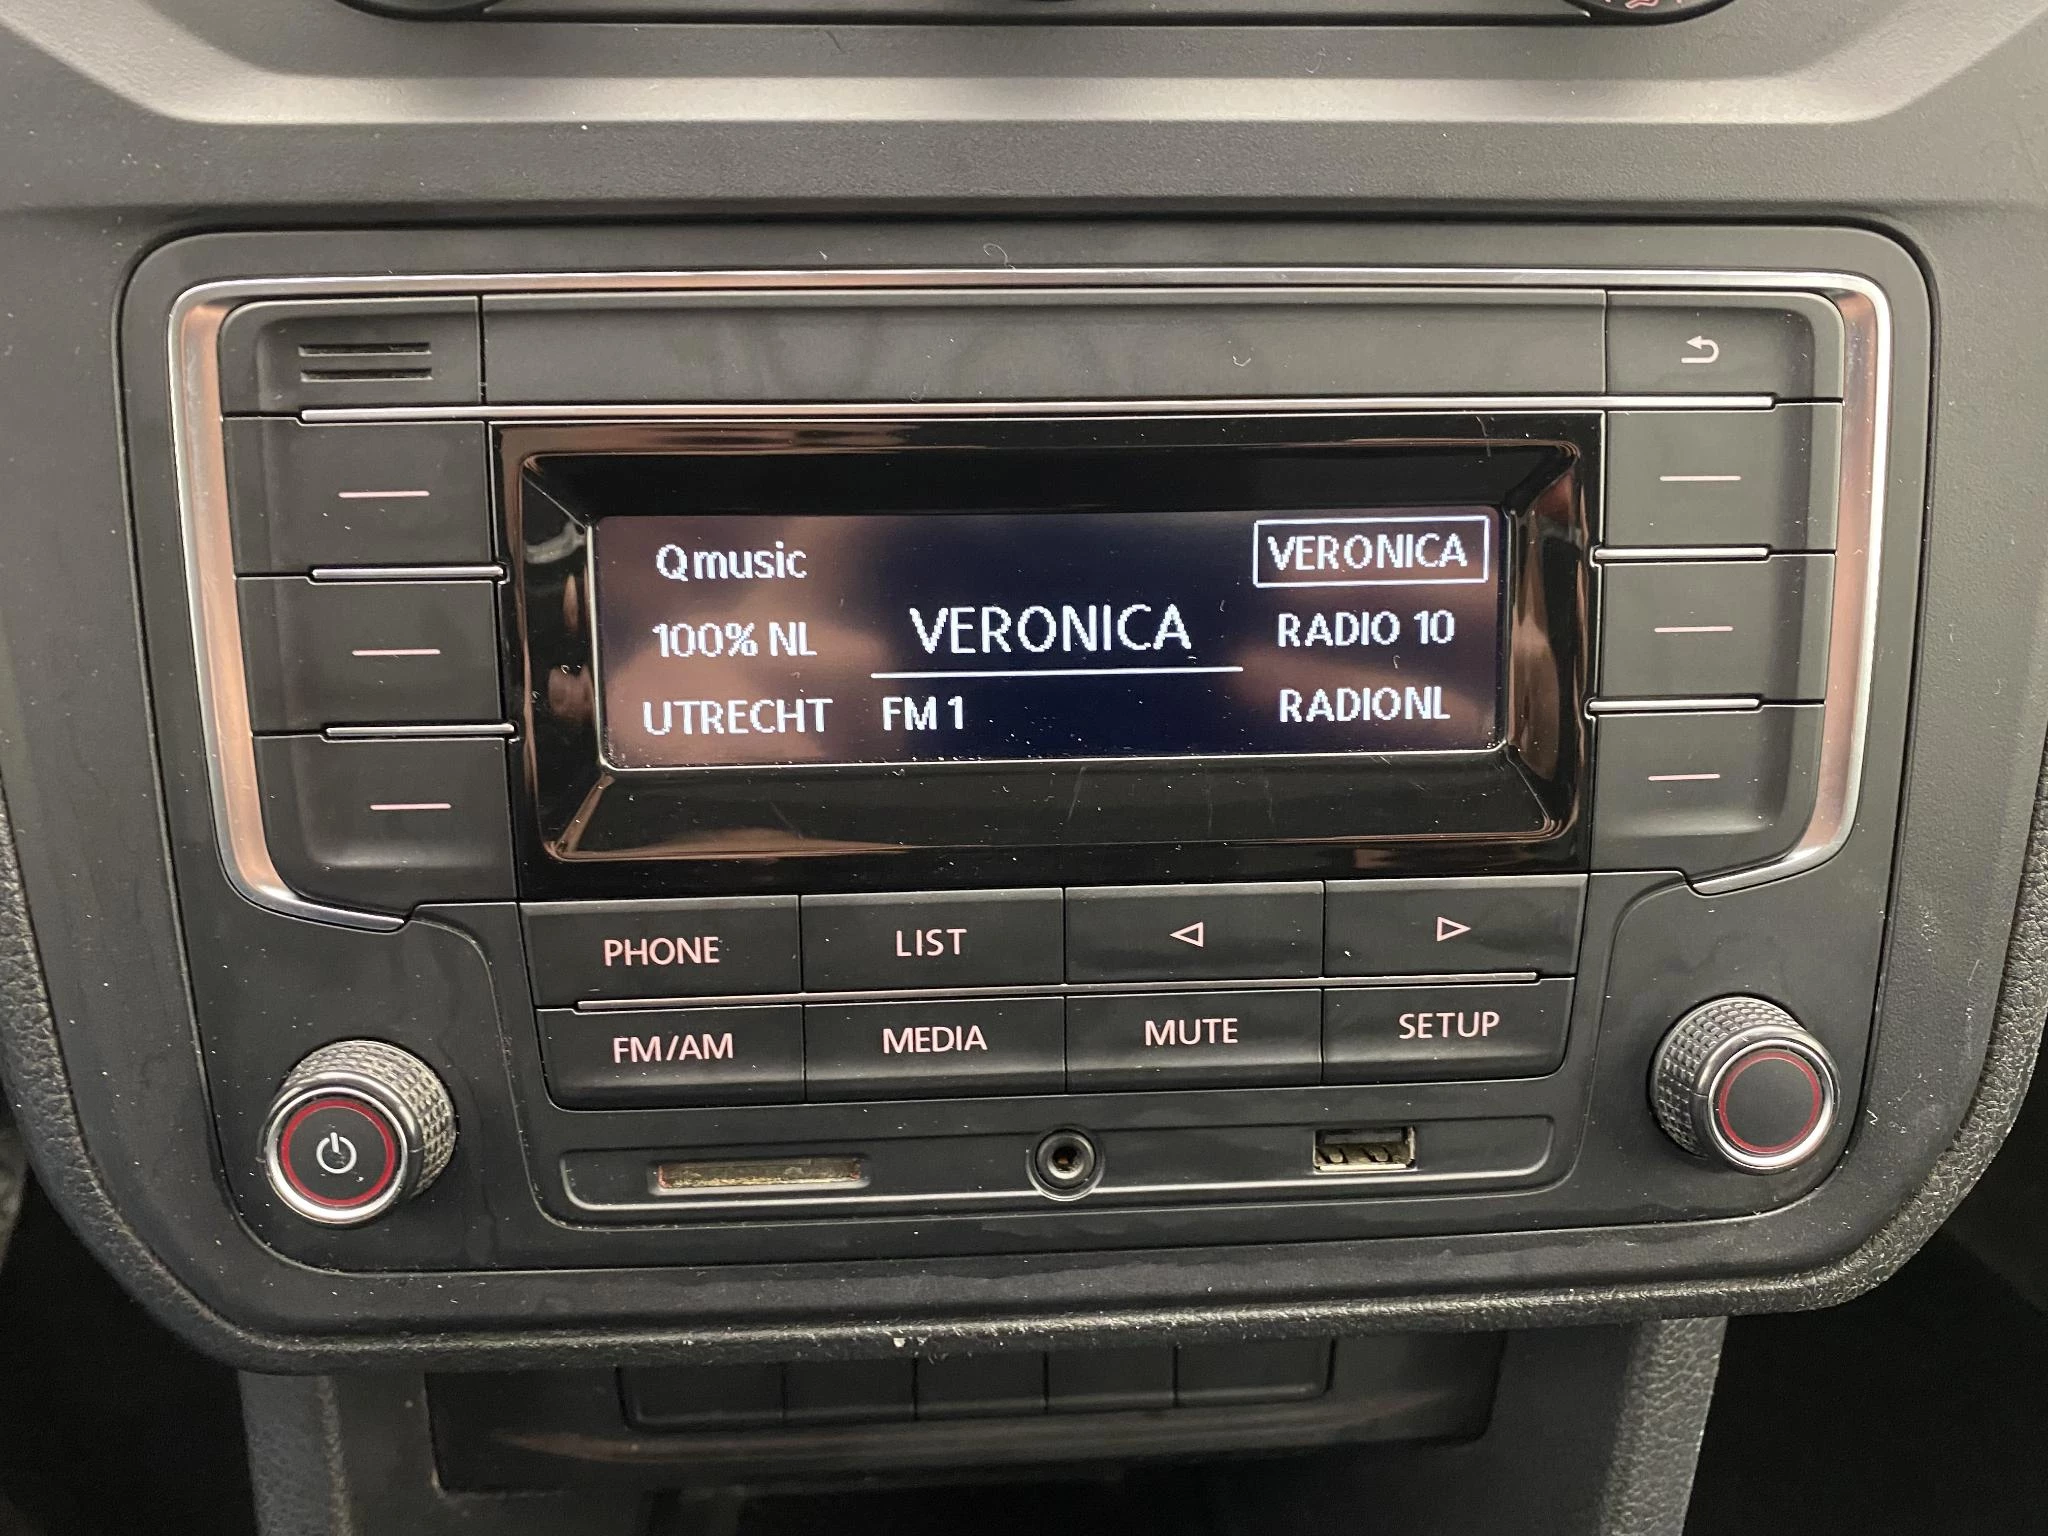 Qmusic
100% NL
UTRECHT
VERONICA
FM 1
VERONICA
RADIO 10
RADIONL
PHONE
LIST
FM/AM
MEDIA
MUTE
SETUP